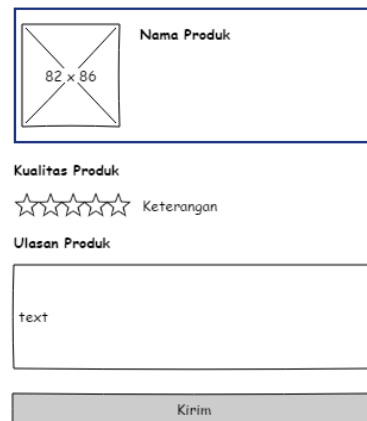 Nama Produk
82 x 86
Kualitas Produk
Keterangan
Ulasan Produk
text
Kirim